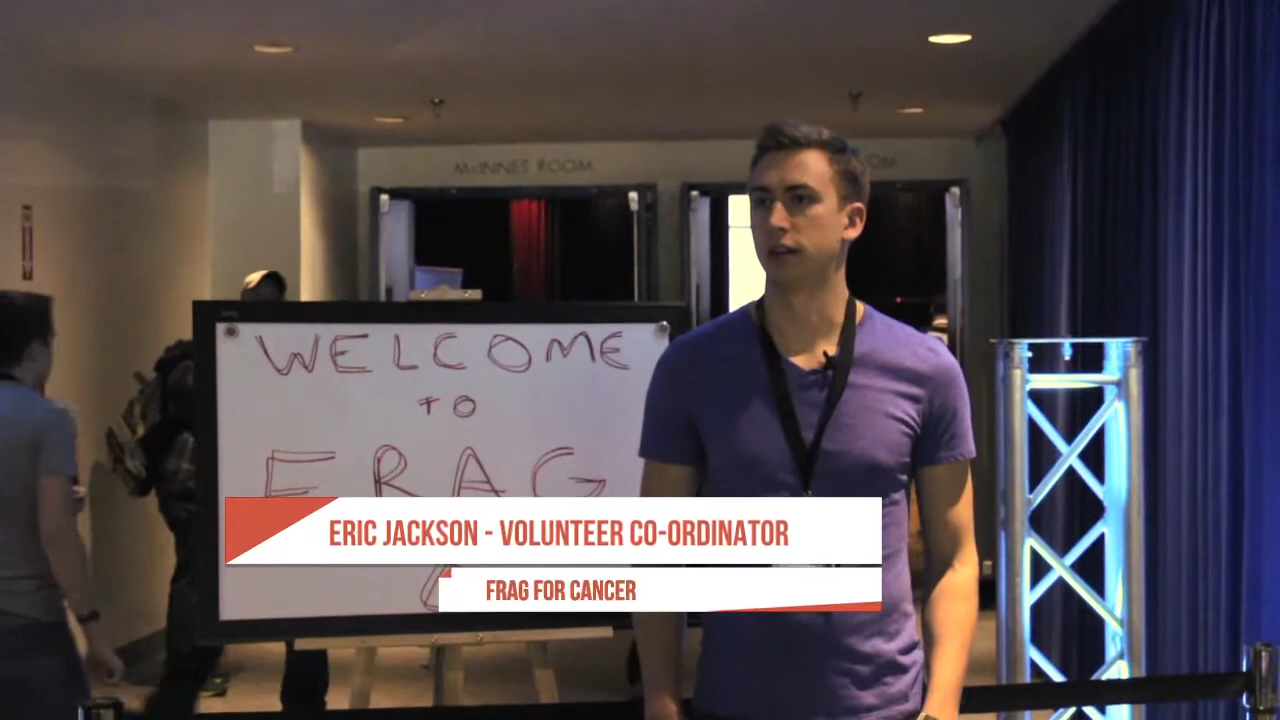 McINNES ROOM
WELCOME
TO
FRAG
ERIC JACKSON - VOLUNTEER CO-ORDINATOR
FRAG FOR CANCER